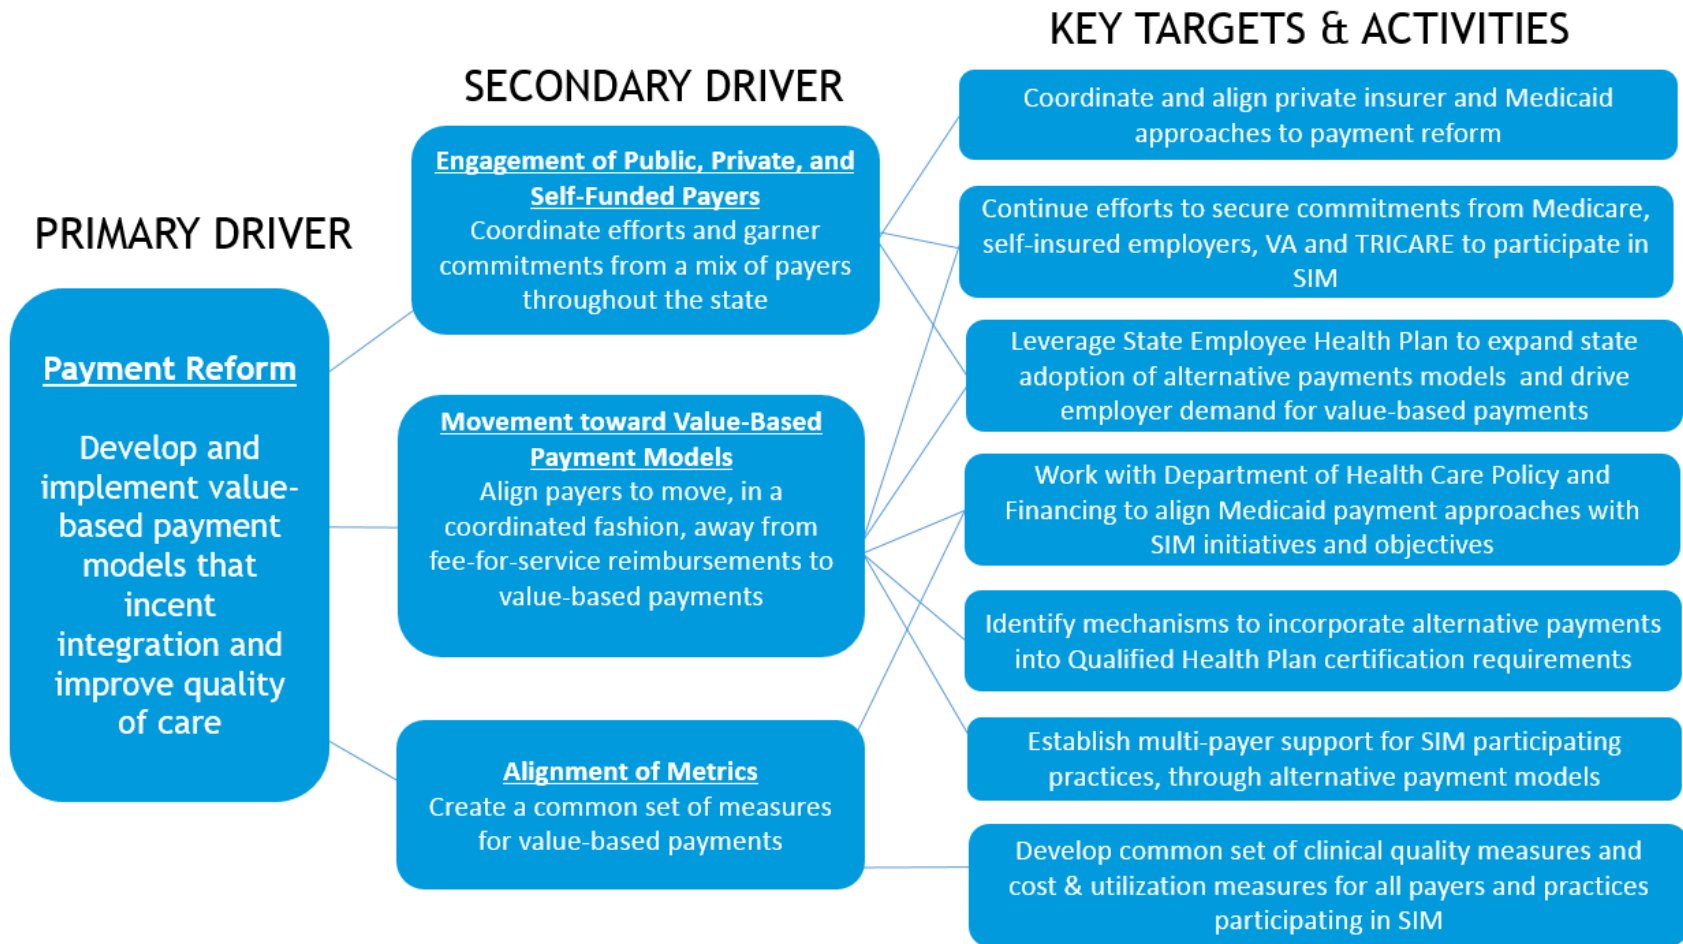 PRIMARY DRIVER
Payment Reform
Develop and
implement value-
based payment
models that
incent
integration and
improve quality
of care
SECONDARY DRIVER
Engagement of Public, Private, and
Self-Funded Payers
Coordinate efforts and garner
commitments from a mix of payers
throughout the state
Movement toward Value-Based
Payment Models
Align payers to move, in a
coordinated fashion, away from
fee-for-service reimbursements to
value-based payments
Alignment of Metrics
Create a common set of measures
for value-based payments
KEY TARGETS & ACTIVITIES
Coordinate and align private insurer and Medicaid
approaches to payment reform
Continue efforts to secure commitments from Medicare,
self-insured employers, VA and TRICARE to participate in
SIM
Leverage State Employee Health Plan to expand state
adoption of alternative payments models and drive
employer demand for value-based payments
Work with Department of Health Care Policy and
Financing to align Medicaid payment approaches with
SIM initiatives and objectives
Identify mechanisms to incorporate alternative payments
into Qualified Health Plan certification requirements
Establish multi-payer support for SIM participating
practices, through alternative payment models
Develop common set of clinical quality measures and
cost & utilization measures for all payers and practices
participating in SIM